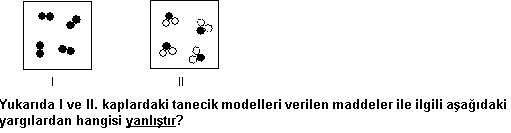 I II
Yukarıda I ve II. kaplardaki tanecik modelleri verilen maddeler ile ilgili aşağıdaki
yargılardan hangisi yanlıştır?